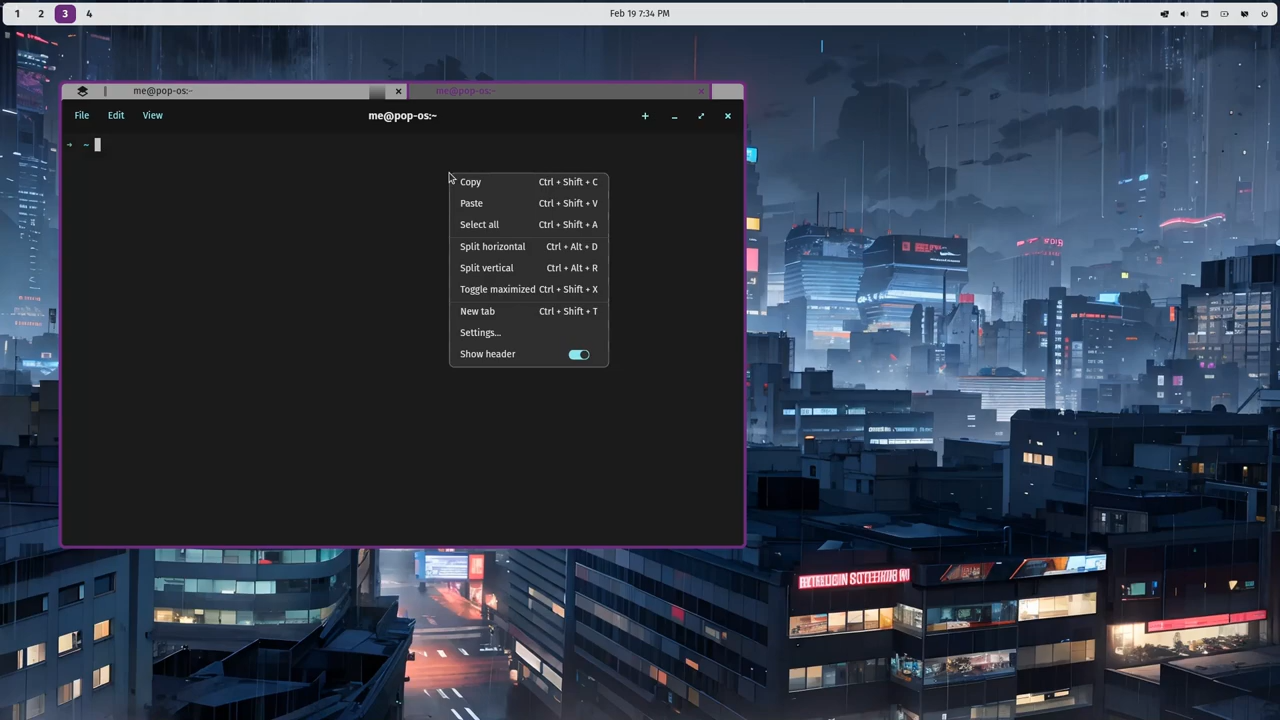 1 2 3 4 Feb 19 7:34 PM
me@pop-os:~ me@pop-os:~
File Edit View me@pop-os:~
~
Copy Ctrl + Shift + C
Paste Ctrl + Shift + V
Select all Ctrl + Shift + A
Split horizontal Ctrl + Alt + D
Split vertical Ctrl + Alt + R
Toggle maximized Ctrl + Shift + X
New tab Ctrl + Shift + T
Settings...
Show header